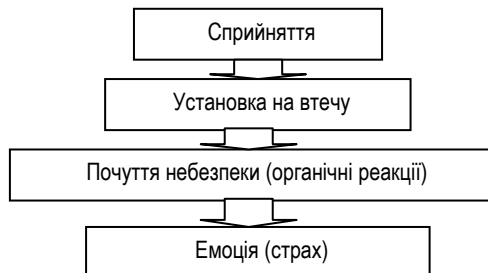 Сприйняття
Установка на втечу
Почуття небезпеки (органічні реакції)
Емоція (страх)